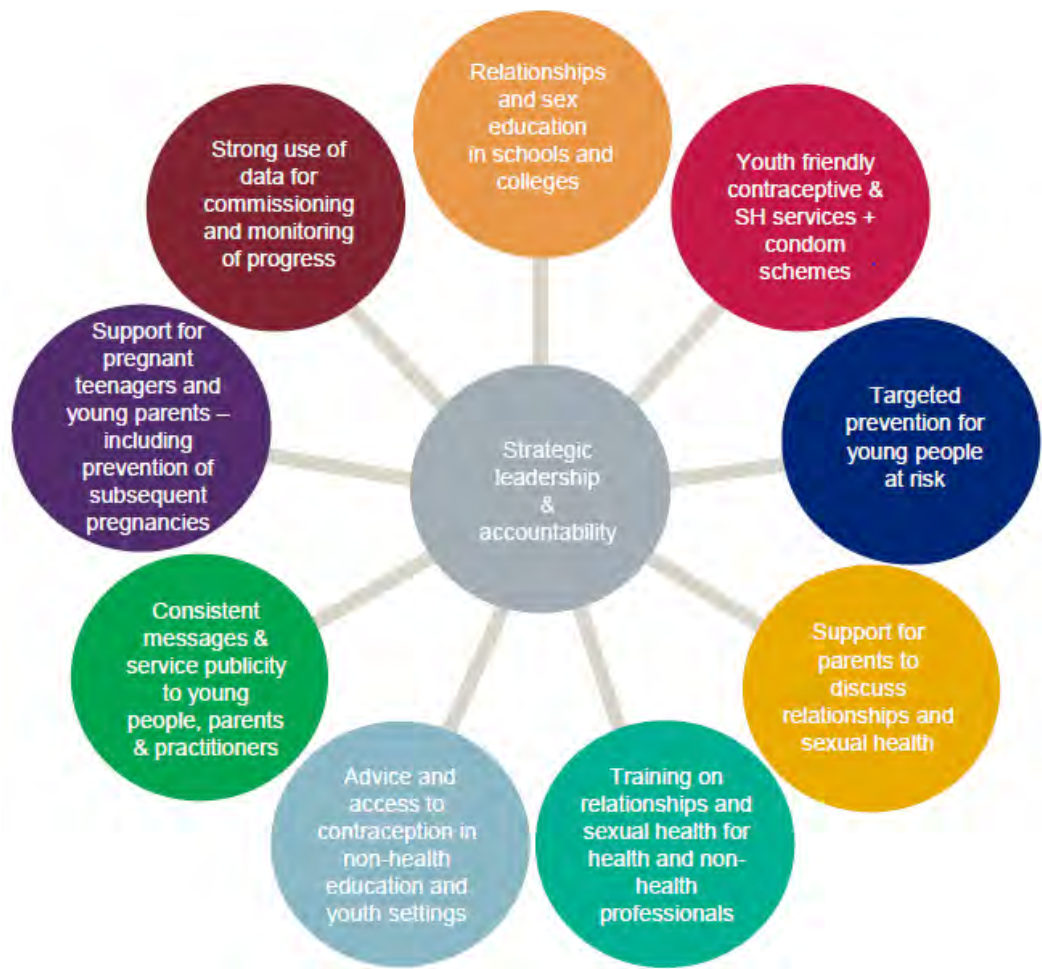 Relationships
and sex
education
in schools and
colleges
Youth friendly
contraceptive &
SH services +
condom
schemes
Targeted
prevention for
young people
at risk
Support for
parents to
discuss
relationships and
sexual health
Training on
relationships and
sexual health for
health and non-
health
professionals
Advice and
access to
contraception in
non-health
education and
youth settings
Consistent
messages &
service publicity
to young
people, parents
& practitioners
Support for
pregnant
teenagers and
young parents –
including
prevention of
subsequent
pregnancies
Strong use of
data for
commissioning
and monitoring
of progress
Strategic
leadership
&
accountability